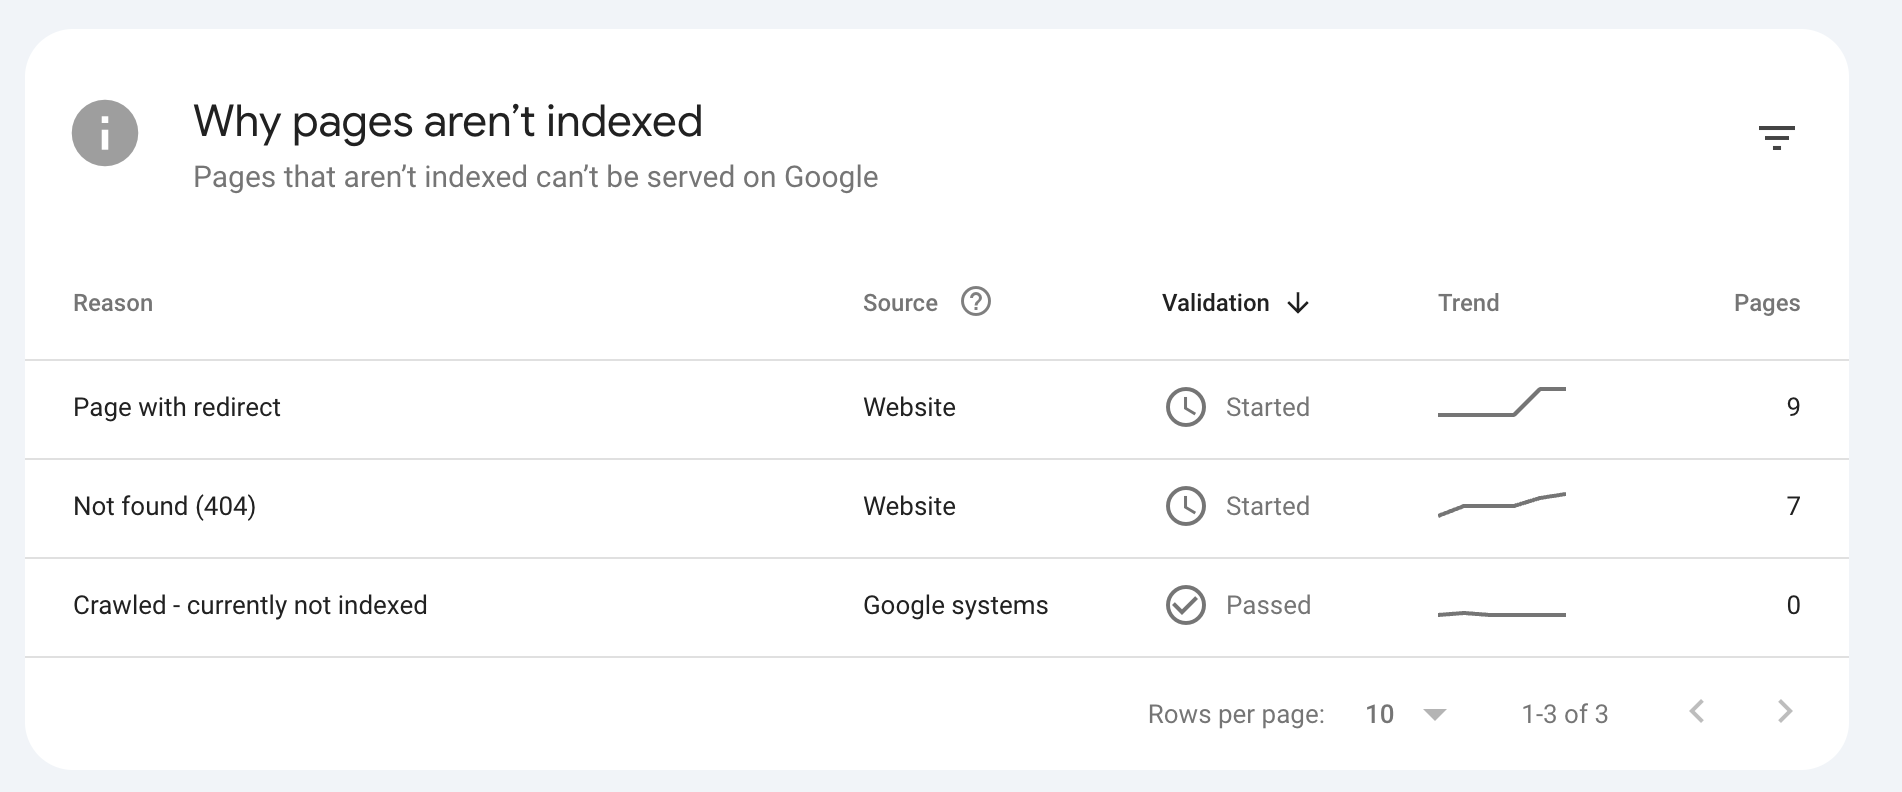 Why pages aren’t indexed
Pages that aren’t indexed can’t be served on Google
Reason Source Validation Trend Pages
Page with redirect Website Started 9
Not found (404) Website Started 7
Crawled - currently not indexed Google systems Passed 0
Rows per page: 10 1-3 of 3